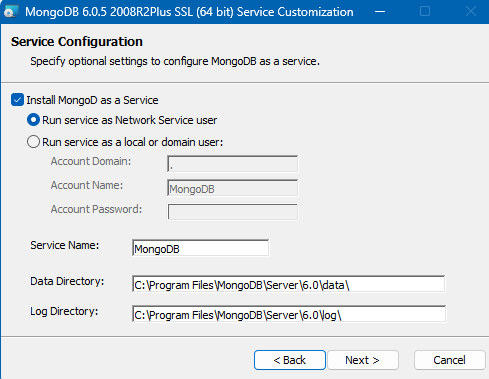 MongoDB 6.0.5 2008R2Plus SSL (64 bit) Service Customization
Service Configuration
Specify optional settings to configure MongoDB as a service.
Install MongoD as a Service
Run service as Network Service user
Run service as a local or domain user:
Account Domain: .
Account Name: MongoDB
Account Password:
Service Name: MongoDB
Data Directory: C:\Program Files\MongoDB\Server\6.0\data\
Log Directory: C:\Program Files\MongoDB\Server\6.0\log\
< Back Next > Cancel